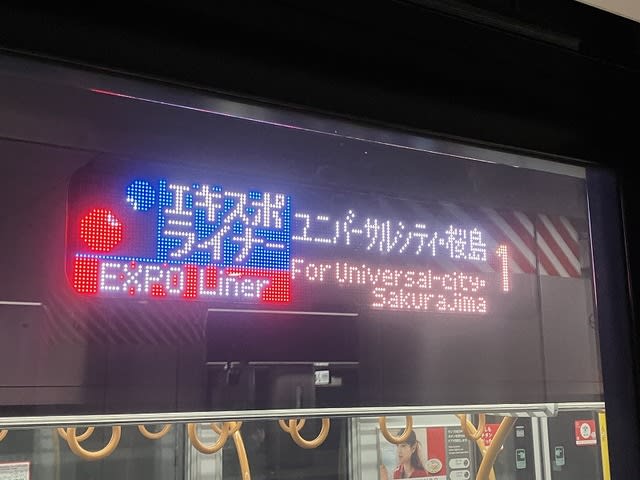 エキスポ
ライナー
EXPO Liner
ユニバーサルシティ・桜島
For Universal-city・
Sakurajima
1